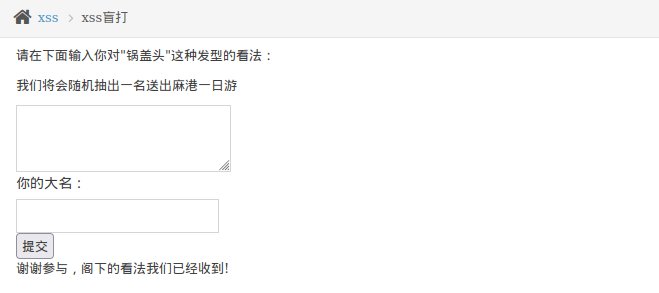 xss > xss盲打
请在下面输入你对"锅盖头"这种发型的看法：
我们将会随机抽出一名送出麻港一日游
你的大名：
提交
谢谢参与，阁下的看法我们已经收到!